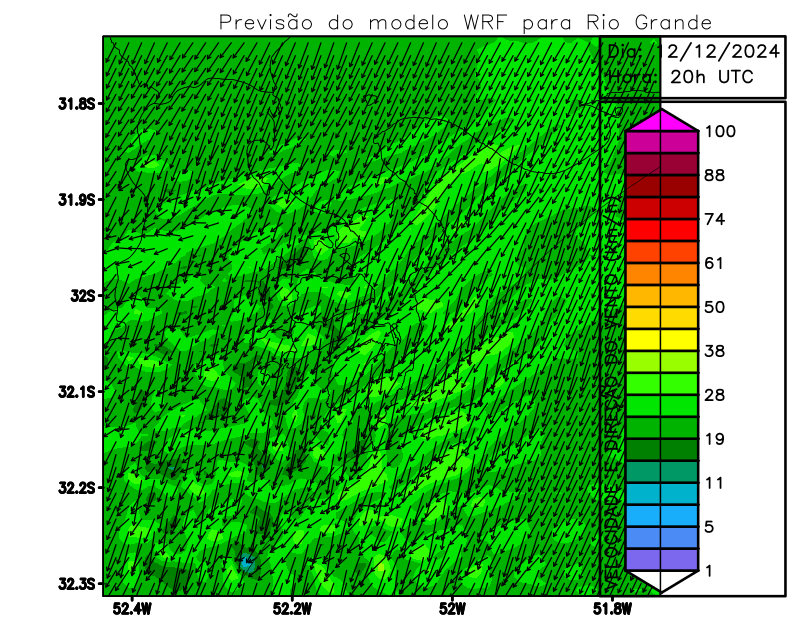 Previsão do modelo WRF para Rio Grande
Dia: 12/12/2024
Hora: 20h UTC
31.8S
31.9S
32S
32.1S
32.2S
32.3S
52.4W
52.2W
52W
51.8W
VELOCIDADE E DIREÇÃO DO VENTO (km/h)
100
88
74
61
50
38
28
19
11
5
1